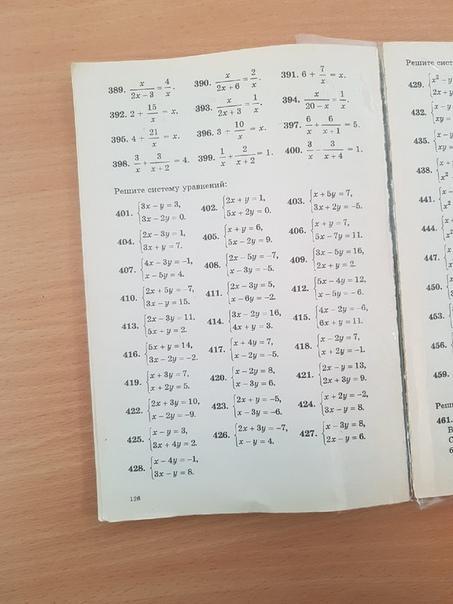 389. x/(2x − 3) = 4/x. 390. x/(2x + 6) = 2/x. 391. 6 + 7/x = x.
392. 2 + 15/x = x. 393. x/(2x + 3) = 1/x. 394. x/(20 − x) = 1/x.
395. 4 + 21/x = x. 396. 3 + 10/x = x. 397. 6/x + 6/(x + 1) = 5.
398. 3/x + 3/(x + 2) = 4. 399. 1/x + 2/(x + 2) = 1. 400. 3/x − 3/(x + 4) = 1.
Решите систему уравнений:
401. {3x − y = 3, 3x − 2y = 0. 402. {2x + y = 1, 5x + 2y = 0. 403. {x + 5y = 7, 3x + 2y = −5.
404. {2x − 3y = 1, 3x + y = 7. 405. {x + y = 6, 5x − 2y = 9. 406. {x + y = 7, 5x − 7y = 11.
407. {4x − 3y = −1, x − 5y = 4. 408. {2x − 5y = −7, x − 3y = −5. 409. {3x − 5y = 16, 2x + y = 2.
410. {2x + 5y = −7, 3x − y = 15. 411. {2x − 3y = 5, x − 6y = −2. 412. {5x − 4y = 12, x − 5y = −6.
413. {2x − 3y = 11, 5x + y = 2. 414. {3x − 2y = 16, 4x + y = 3. 415. {4x − 2y = −6, 6x + y = 11.
416. {5x + y = 14, 3x − 2y = −2. 417. {x + 4y = 7, x − 2y = −5. 418. {x − 2y = 7, x + 2y = −1.
419. {x + 3y = 7, x + 2y = 5. 420. {x − 2y = 8, x − 3y = 6. 421. {2x − y = 13, 2x + 3y = 9.
422. {2x + 3y = 10, x − 2y = −9. 423. {2x + y = −5, x − 3y = −6. 424. {x + 2y = −2, 3x − y = 8.
425. {x − y = 3, 3x + 4y = 2. 426. {2x + 3y = −7, x − y = 4. 427. {x − 3y = 8, 2x − y = 6.
428. {x − 4y = −1, 3x − y = 8.
126
Решите сист
429.
432.
435.
438.
441.
444.
447.
450.
453.
456.
459.
461.